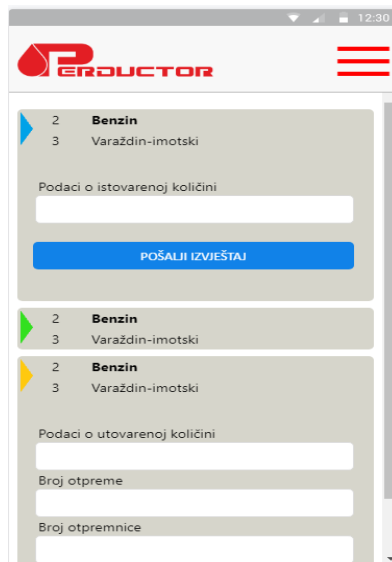 12:30
PERDUCTOR
2 Benzin
3 Varaždin-imotski
Podaci o istovarenoj količini
POŠALJI IZVJEŠTAJ
2 Benzin
3 Varaždin-imotski
2 Benzin
3 Varaždin-imotski
Podaci o utovarenoj količini
Broj otpreme
Broj otpremnice